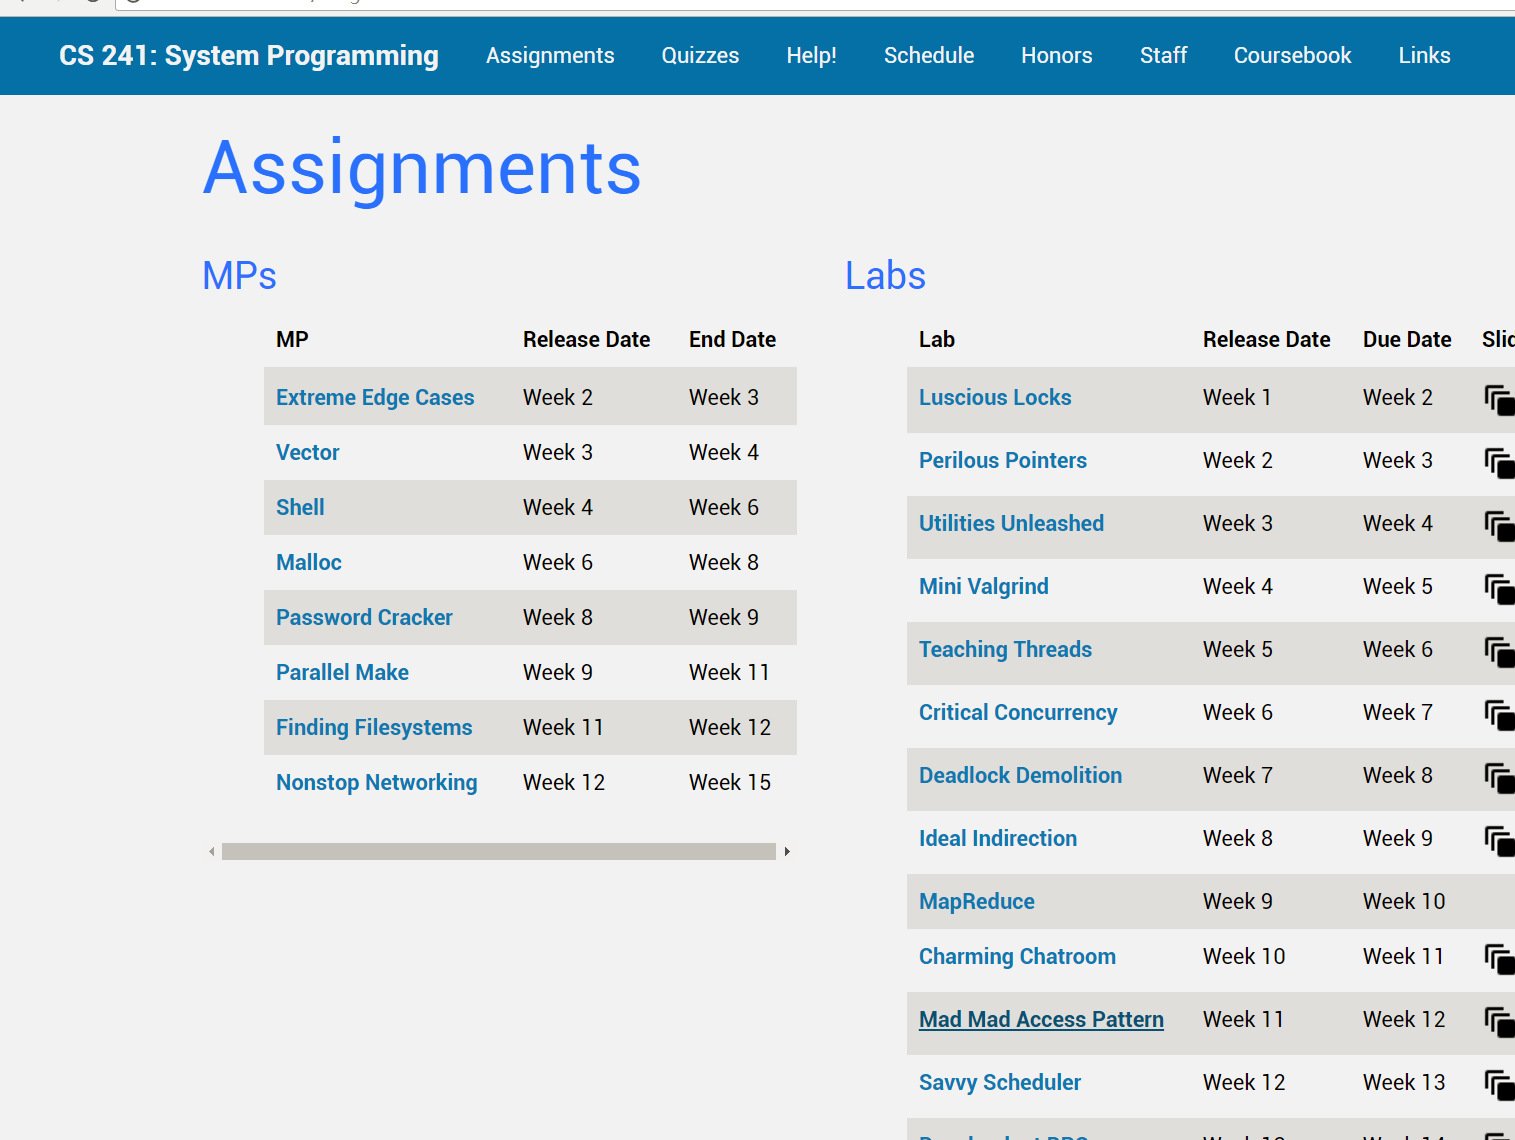 CS 241: System Programming Assignments Quizzes Help! Schedule Honors Staff Coursebook Links
Assignments
MPs
MP Release Date End Date
Extreme Edge Cases Week 2 Week 3
Vector Week 3 Week 4
Shell Week 4 Week 6
Malloc Week 6 Week 8
Password Cracker Week 8 Week 9
Parallel Make Week 9 Week 11
Finding Filesystems Week 11 Week 12
Nonstop Networking Week 12 Week 15
Labs
Lab Release Date Due Date
Luscious Locks Week 1 Week 2
Perilous Pointers Week 2 Week 3
Utilities Unleashed Week 3 Week 4
Mini Valgrind Week 4 Week 5
Teaching Threads Week 5 Week 6
Critical Concurrency Week 6 Week 7
Deadlock Demolition Week 7 Week 8
Ideal Indirection Week 8 Week 9
MapReduce Week 9 Week 10
Charming Chatroom Week 10 Week 11
Mad Mad Access Pattern Week 11 Week 12
Savvy Scheduler Week 12 Week 13